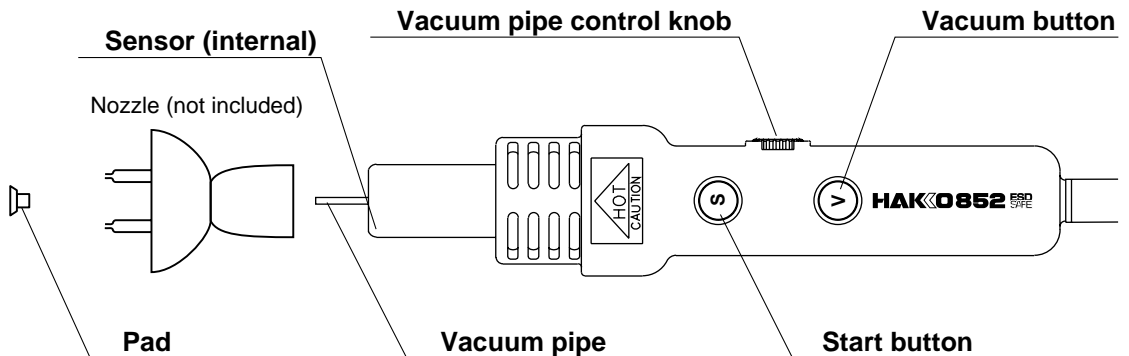 Vacuum pipe control knob
Vacuum button
Sensor (internal)
Nozzle (not included)
HOT
CAUTION
S
V
HAKKO 852 ESD
SAFE
Pad
Vacuum pipe
Start button